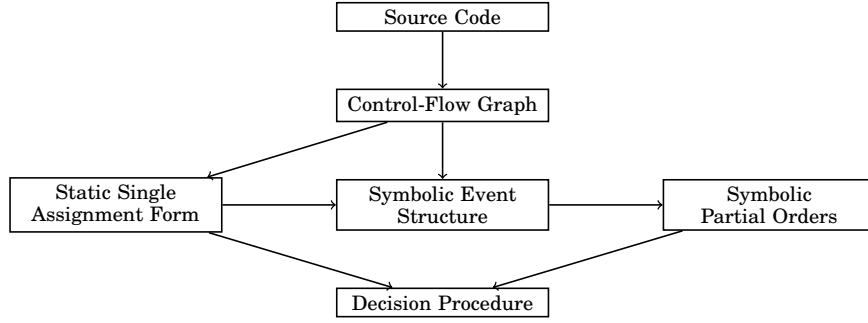 Source Code
Control-Flow Graph
Static Single
Assignment Form
Symbolic Event
Structure
Symbolic
Partial Orders
Decision Procedure